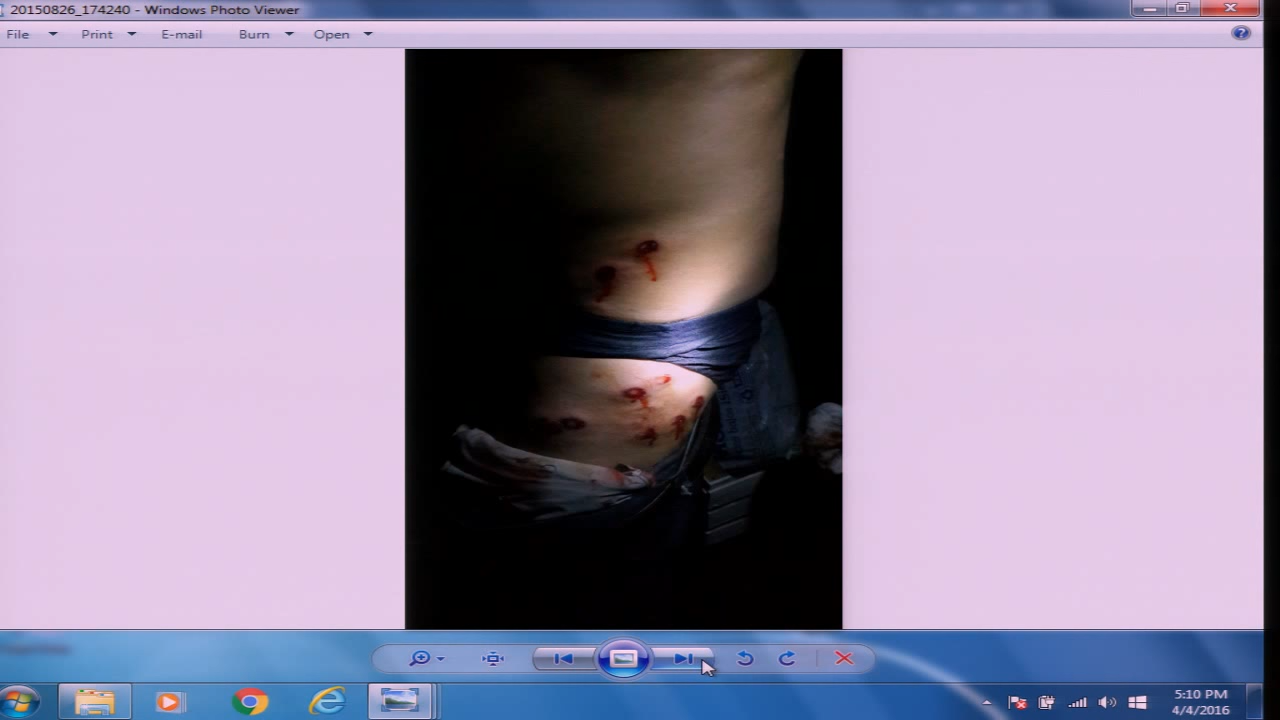 20150826_174240 - Windows Photo Viewer
File Print E-mail Burn Open
5:10 PM
4/4/2016